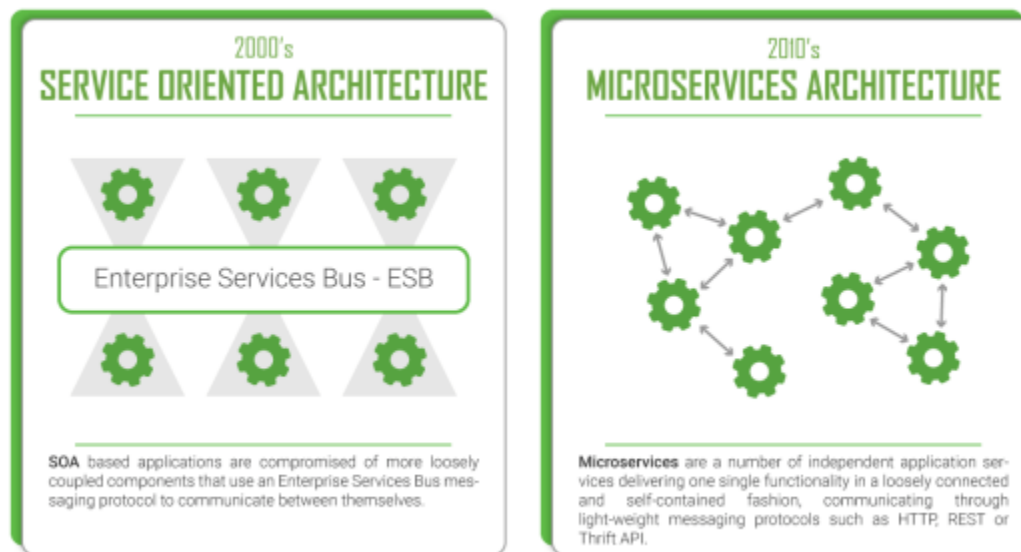 2000's
SERVICE ORIENTED ARCHITECTURE
Enterprise Services Bus - ESB
SOA based applications are compromised of more loosely
coupled components that use an Enterprise Services Bus mes-
saging protocol to communicate between themselves.
2010's
MICROSERVICES ARCHITECTURE
Microservices are a number of independent application ser-
vices delivering one single functionality in a loosely connected
and self-contained fashion, communicating through
light-weight messaging protocols such as HTTP, REST or
Thrift API.